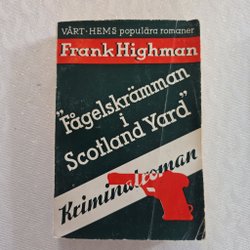 VÅRT·HEMS populära romaner
Frank Highman
"Fågelskrämman
i
Scotland Yard"
Kriminalroman